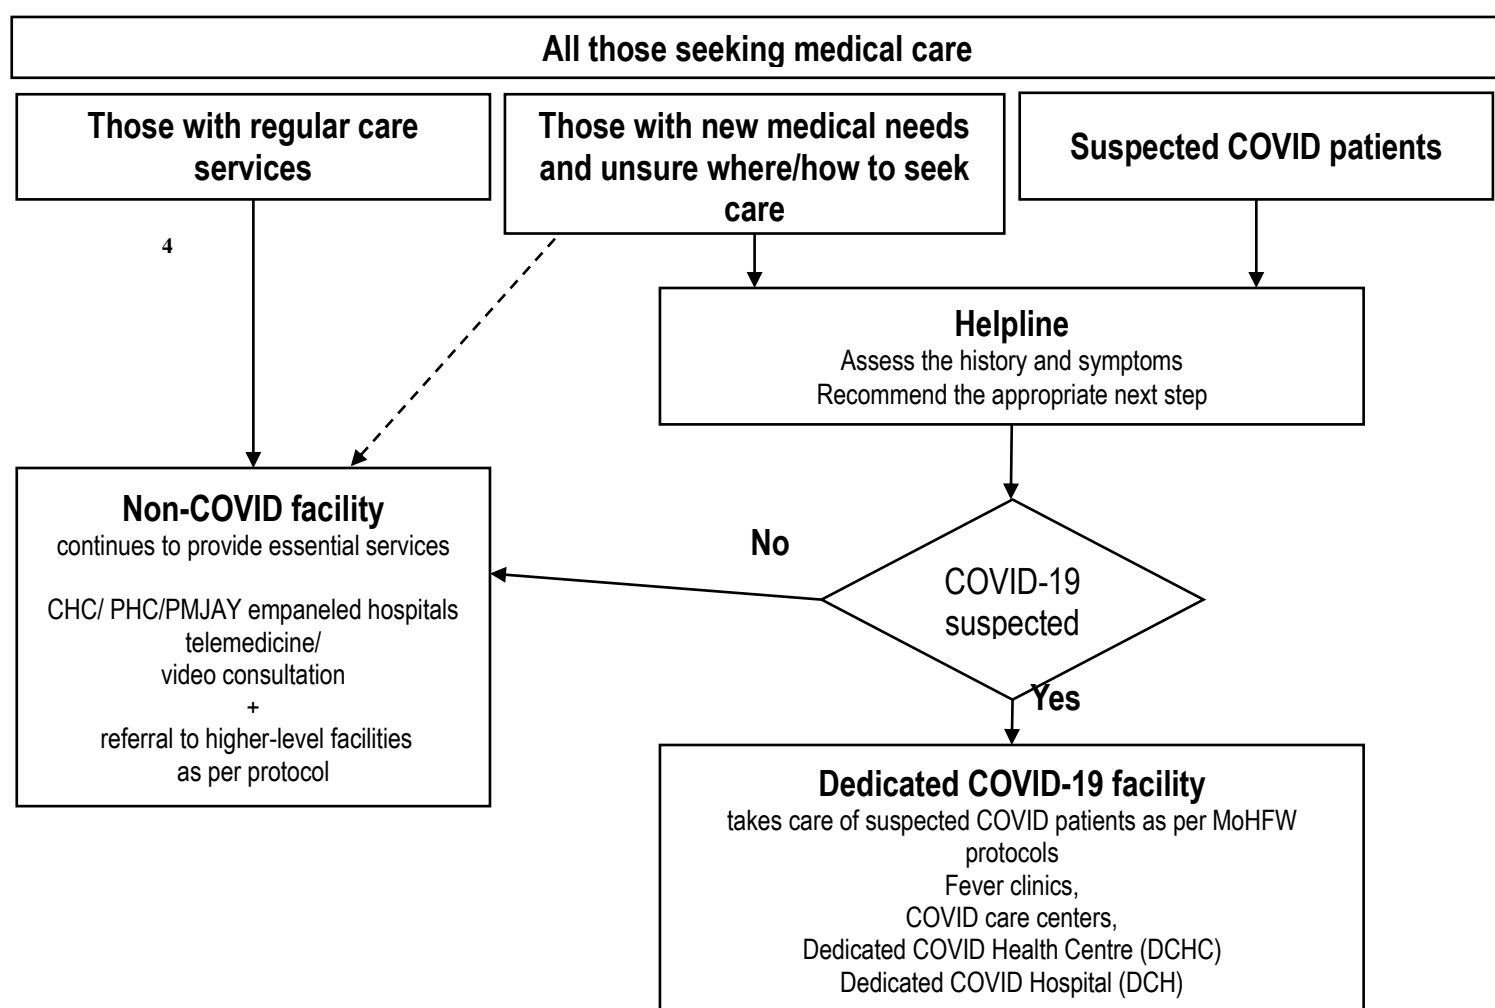 All those seeking medical care
Those with regular care
services
Those with new medical needs
and unsure where/how to seek
care
Suspected COVID patients
4
Helpline
Assess the history and symptoms
Recommend the appropriate next step
Non-COVID facility
continues to provide essential services
CHC/ PHC/PMJAY empaneled hospitals
telemedicine/
video consultation
+
referral to higher-level facilities
as per protocol
No
COVID-19
suspected
Yes
Dedicated COVID-19 facility
takes care of suspected COVID patients as per MoHFW
protocols
Fever clinics,
COVID care centers,
Dedicated COVID Health Centre (DCHC)
Dedicated COVID Hospital (DCH)